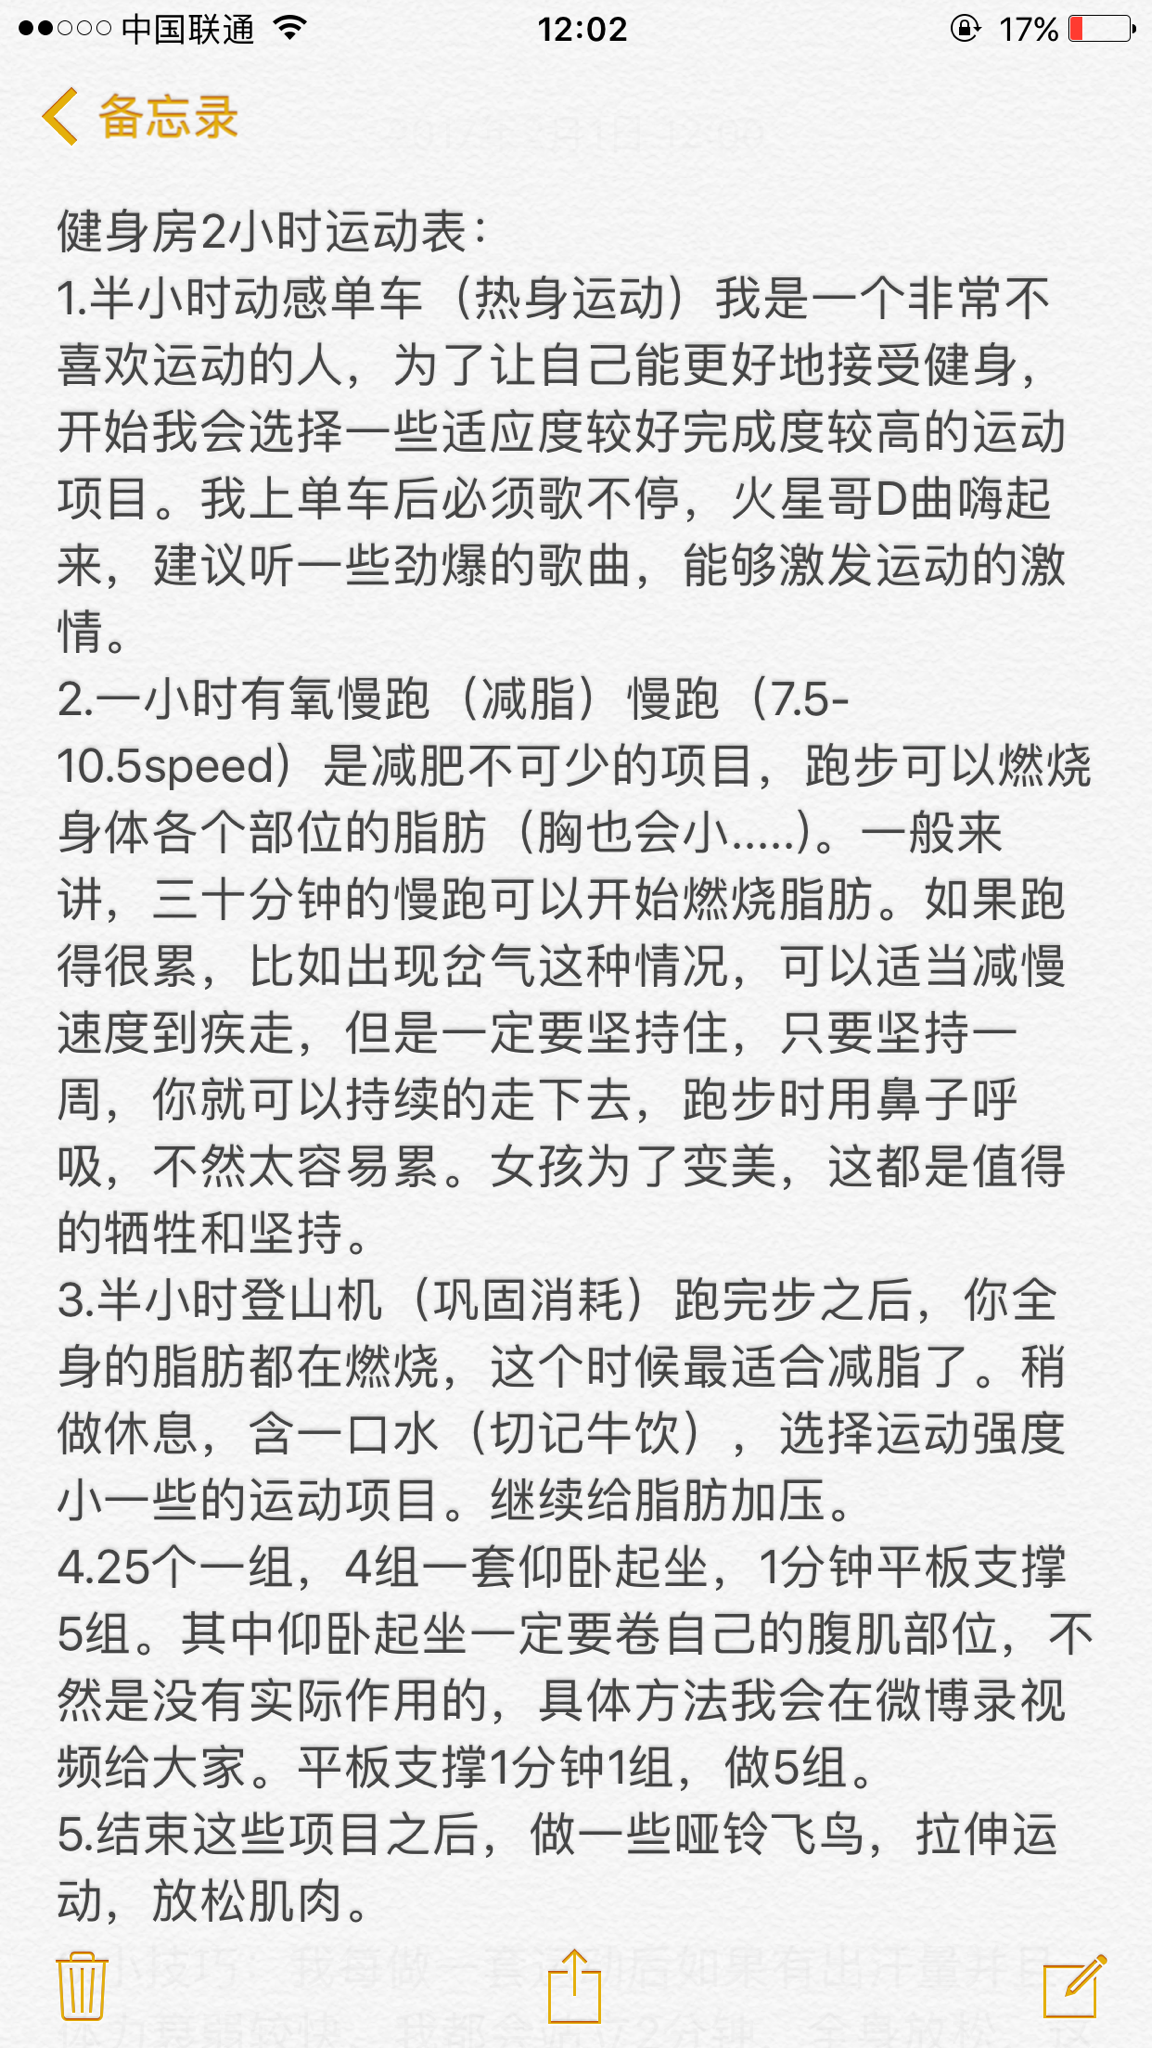 中国联通 12:02 17%
备忘录
健身房2小时运动表：
1.半小时动感单车（热身运动）我是一个非常不
喜欢运动的人，为了让自己能更好地接受健身，
开始我会选择一些适应度较好完成度较高的运动
项目。我上单车后必须歌不停，火星哥D曲嗨起
来，建议听一些劲爆的歌曲，能够激发运动的激
情。
2.一小时有氧慢跑（减脂）慢跑（7.5-
10.5speed）是减肥不可少的项目，跑步可以燃烧
身体各个部位的脂肪（胸也会小.....)。一般来
讲，三十分钟的慢跑可以开始燃烧脂肪。如果跑
得很累，比如出现岔气这种情况，可以适当减慢
速度到疾走，但是一定要坚持住，只要坚持一
周，你就可以持续的走下去，跑步时用鼻子呼
吸，不然太容易累。女孩为了变美，这都是值得
的牺牲和坚持。
3.半小时登山机（巩固消耗）跑完步之后，你全
身的脂肪都在燃烧，这个时候最适合减脂了。稍
做休息，含一口水（切记牛饮），选择运动强度
小一些的运动项目。继续给脂肪加压。
4.25个一组，4组一套仰卧起坐，1分钟平板支撑
5组。其中仰卧起坐一定要卷自己的腹肌部位，不
然是没有实际作用的，具体方法我会在微博录视
频给大家。平板支撑1分钟1组，做5组。
5.结束这些项目之后，做一些哑铃飞鸟，拉伸运
动，放松肌肉。